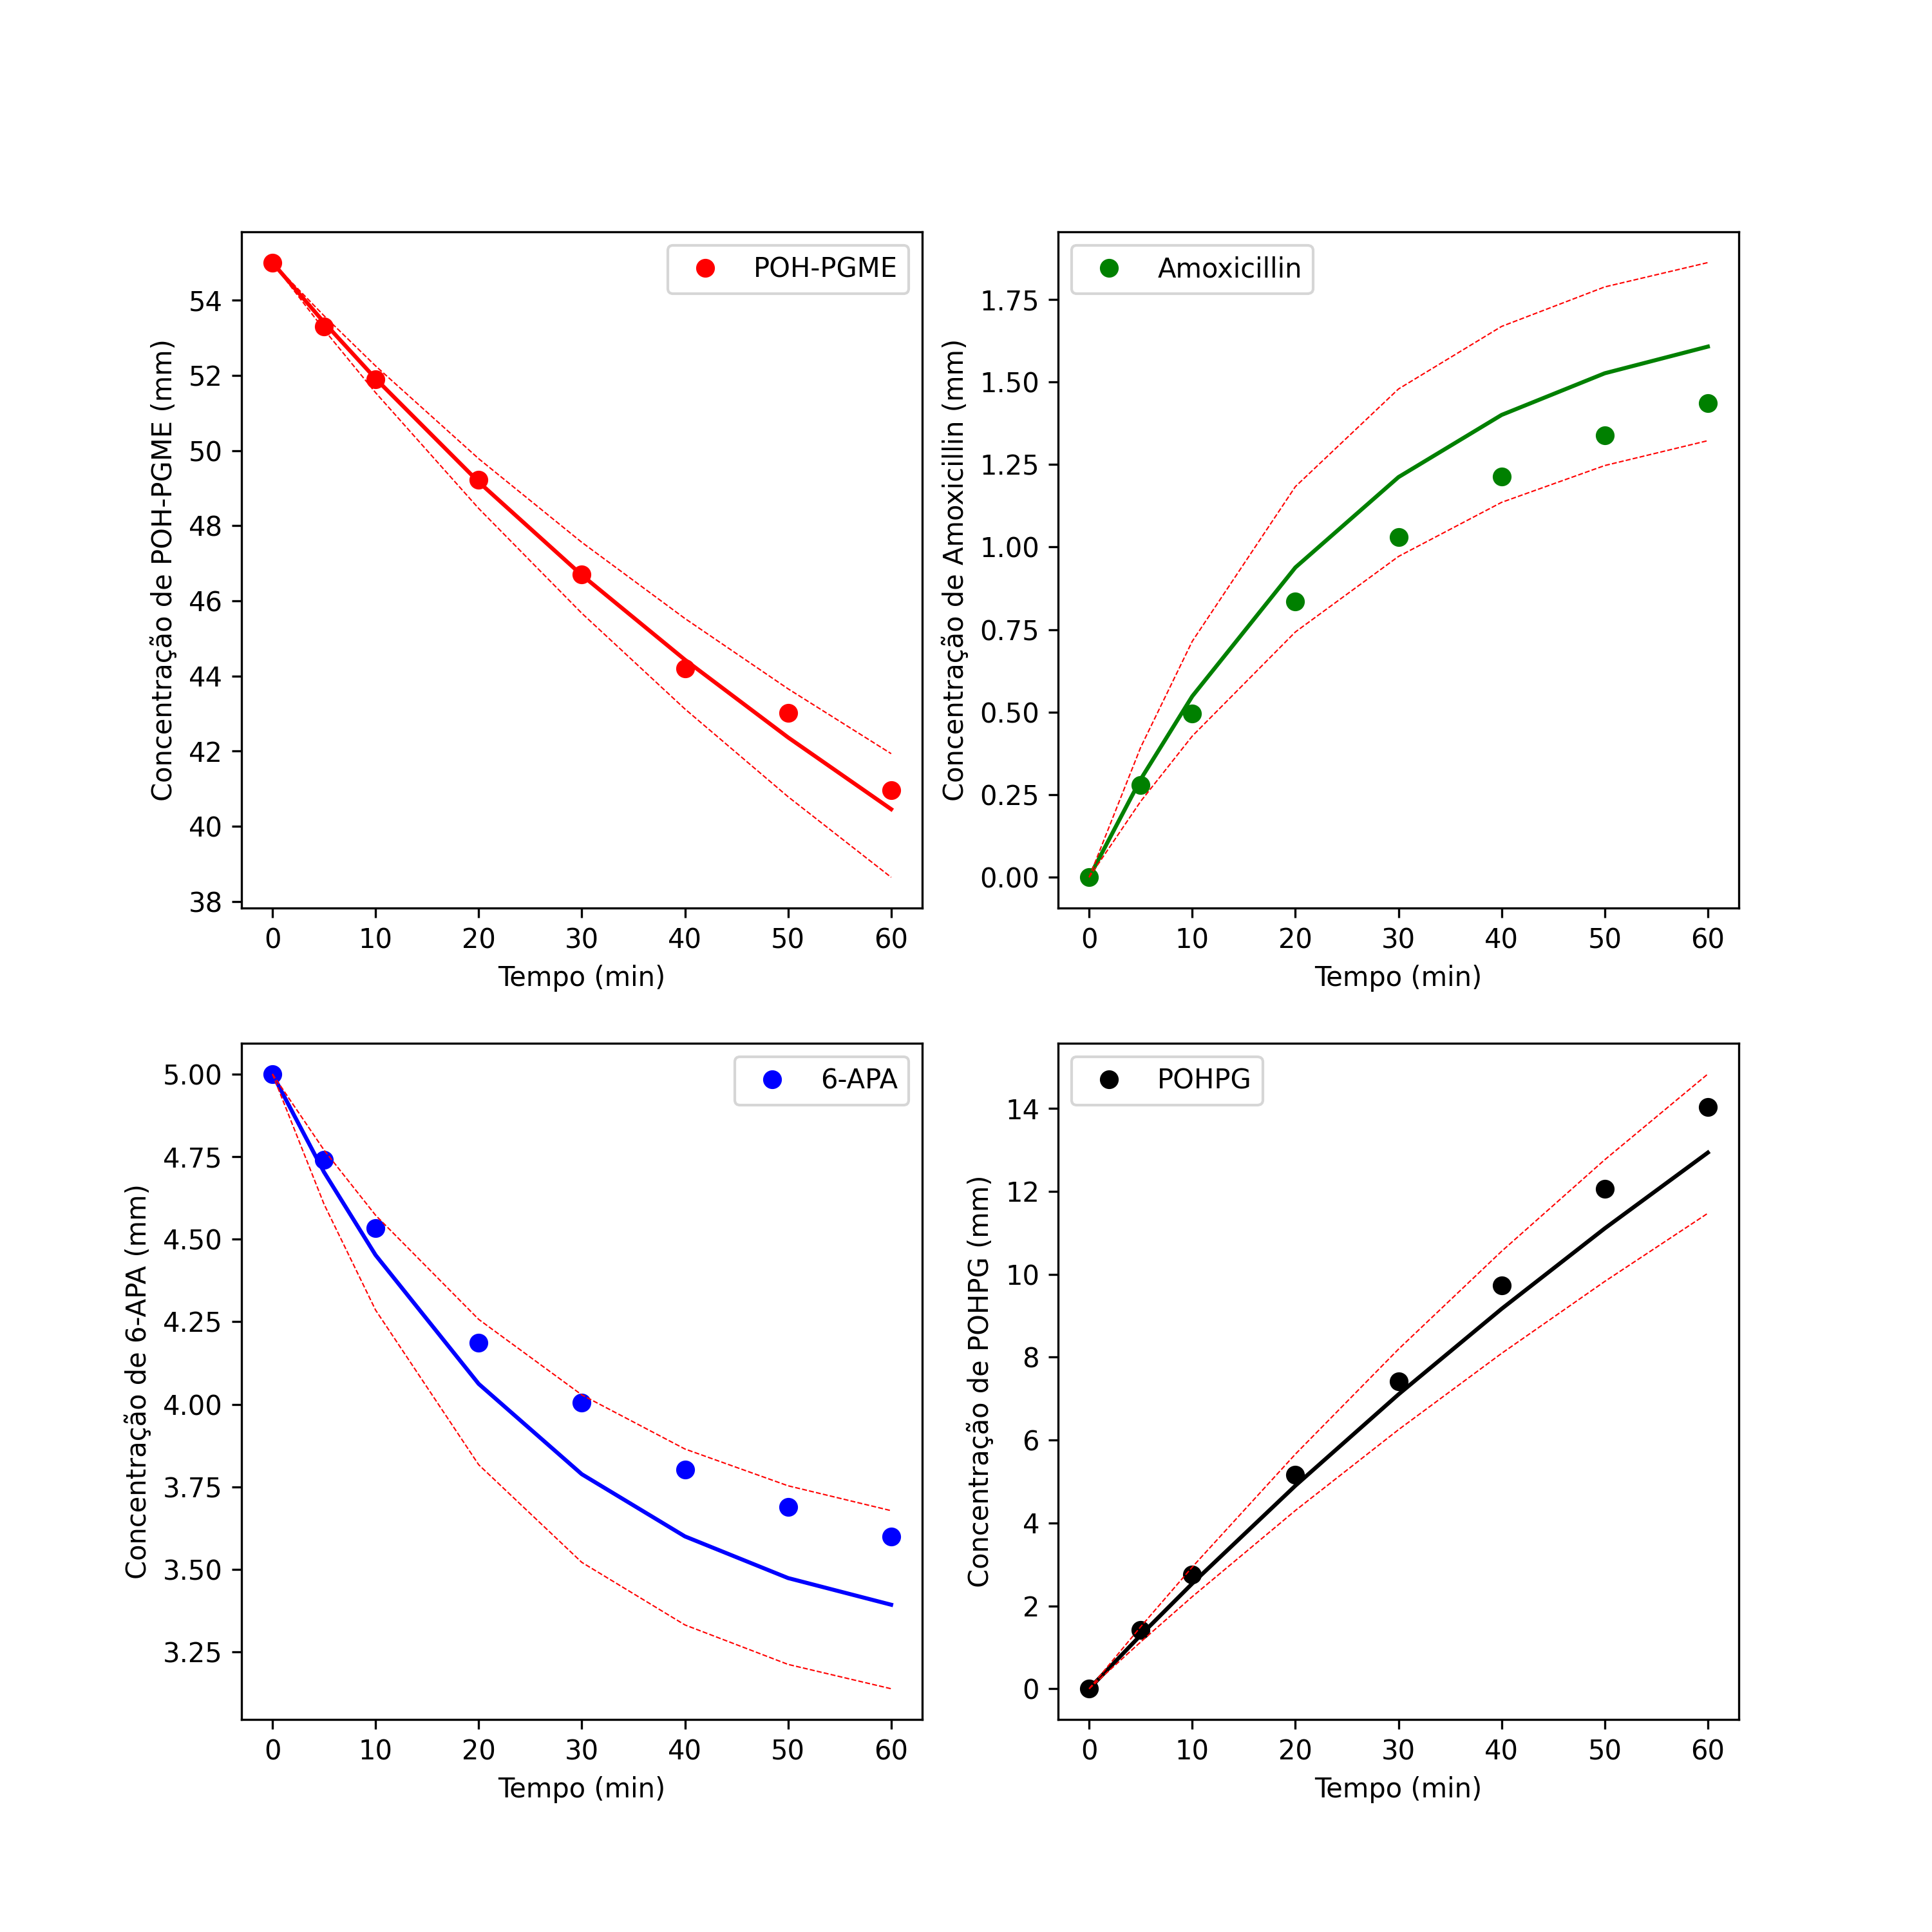 POH-PGME
Concentração de POH-PGME (mm)
54
52
50
48
46
44
42
40
38
0 10 20 30 40 50 60
Tempo (min)
Amoxicillin
Concentração de Amoxicillin (mm)
1.75
1.50
1.25
1.00
0.75
0.50
0.25
0.00
0 10 20 30 40 50 60
Tempo (min)
6-APA
Concentração de 6-APA (mm)
5.00
4.75
4.50
4.25
4.00
3.75
3.50
3.25
0 10 20 30 40 50 60
Tempo (min)
POHPG
Concentração de POHPG (mm)
14
12
10
8
6
4
2
0
0 10 20 30 40 50 60
Tempo (min)